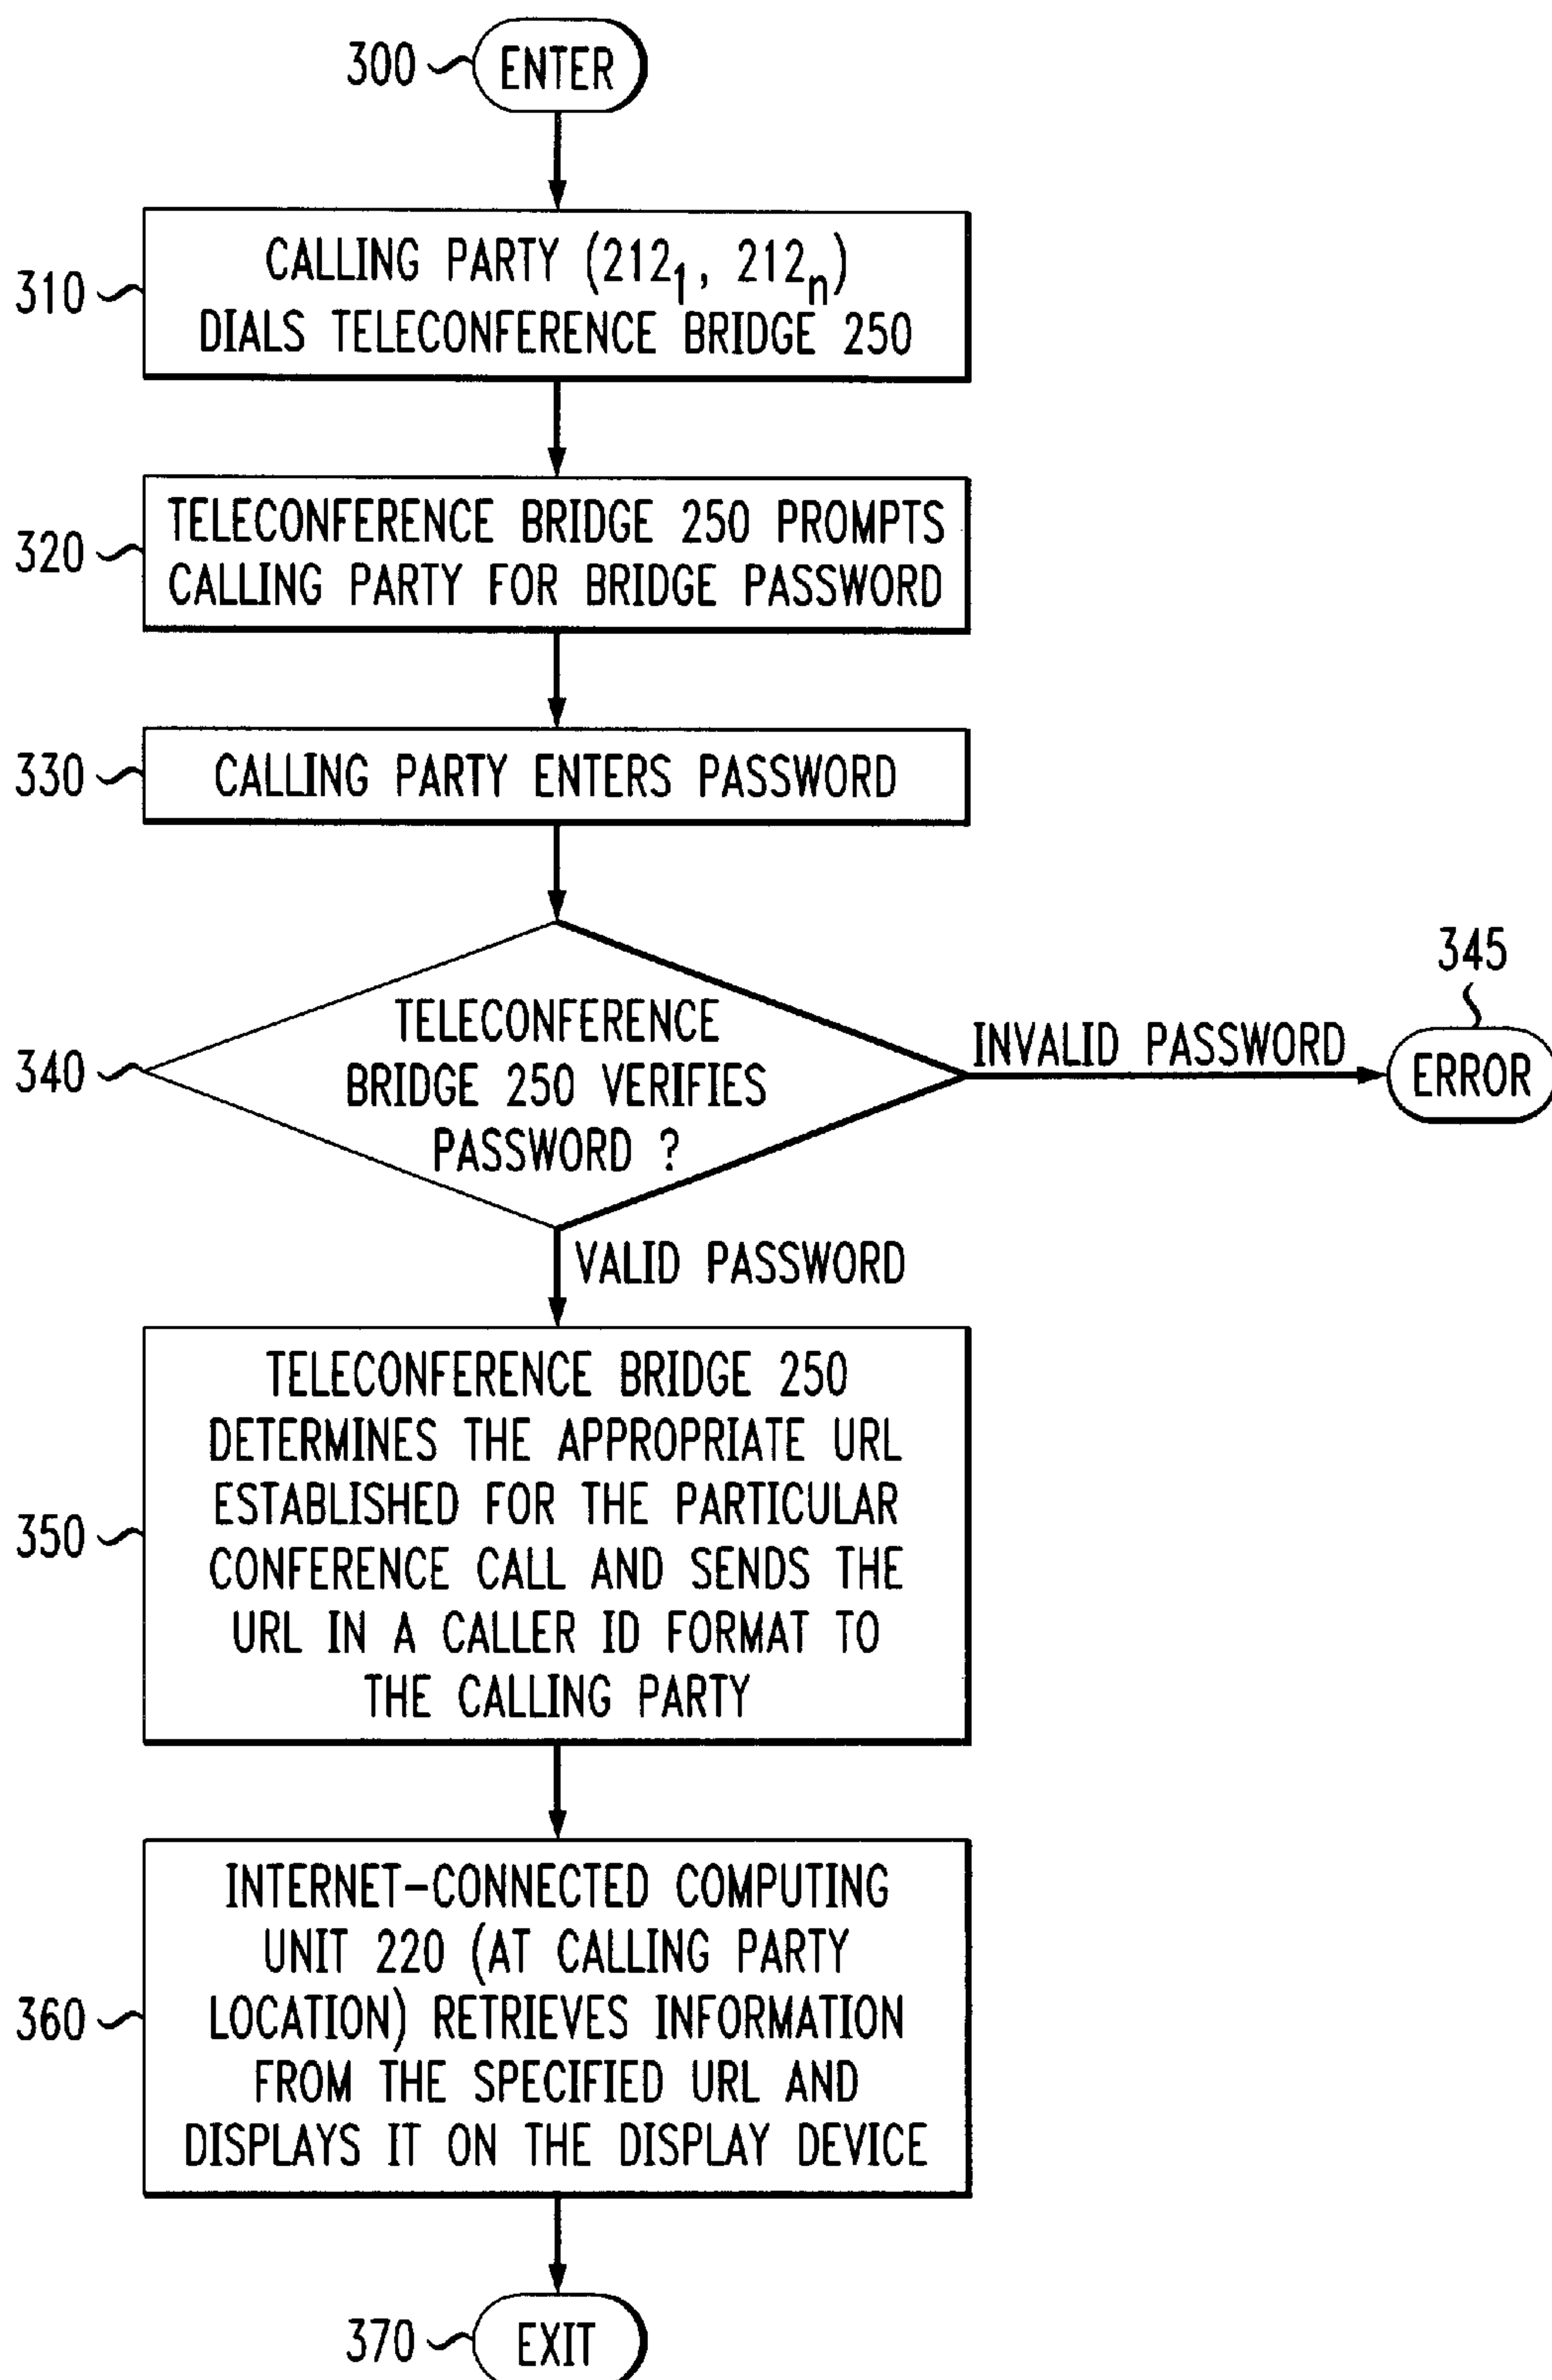 300 ENTER
CALLING PARTY (212₁, 212ₙ)
310
DIALS TELECONFERENCE BRIDGE 250
TELECONFERENCE BRIDGE 250 PROMPTS
320
CALLING PARTY FOR BRIDGE PASSWORD
330 CALLING PARTY ENTERS PASSWORD
345
TELECONFERENCE
340 BRIDGE 250 VERIFIES
PASSWORD ?
INVALID PASSWORD
ERROR
VALID PASSWORD
TELECONFERENCE BRIDGE 250
DETERMINES THE APPROPRIATE URL
ESTABLISHED FOR THE PARTICULAR
350
CONFERENCE CALL AND SENDS THE
URL IN A CALLER ID FORMAT TO
THE CALLING PARTY
INTERNET-CONNECTED COMPUTING
UNIT 220 (AT CALLING PARTY
360 LOCATION) RETRIEVES INFORMATION
FROM THE SPECIFIED URL AND
DISPLAYS IT ON THE DISPLAY DEVICE
370 EXIT